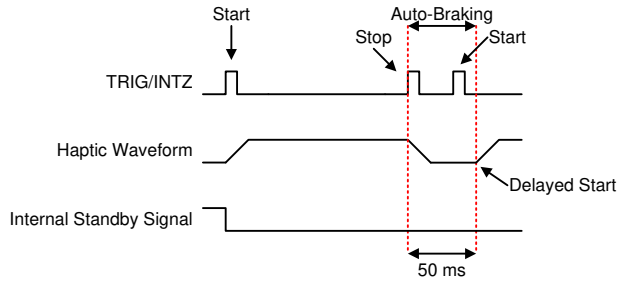 Start
Auto-Braking
Stop
Start
TRIG/INTZ
Haptic Waveform
Delayed Start
Internal Standby Signal
50 ms